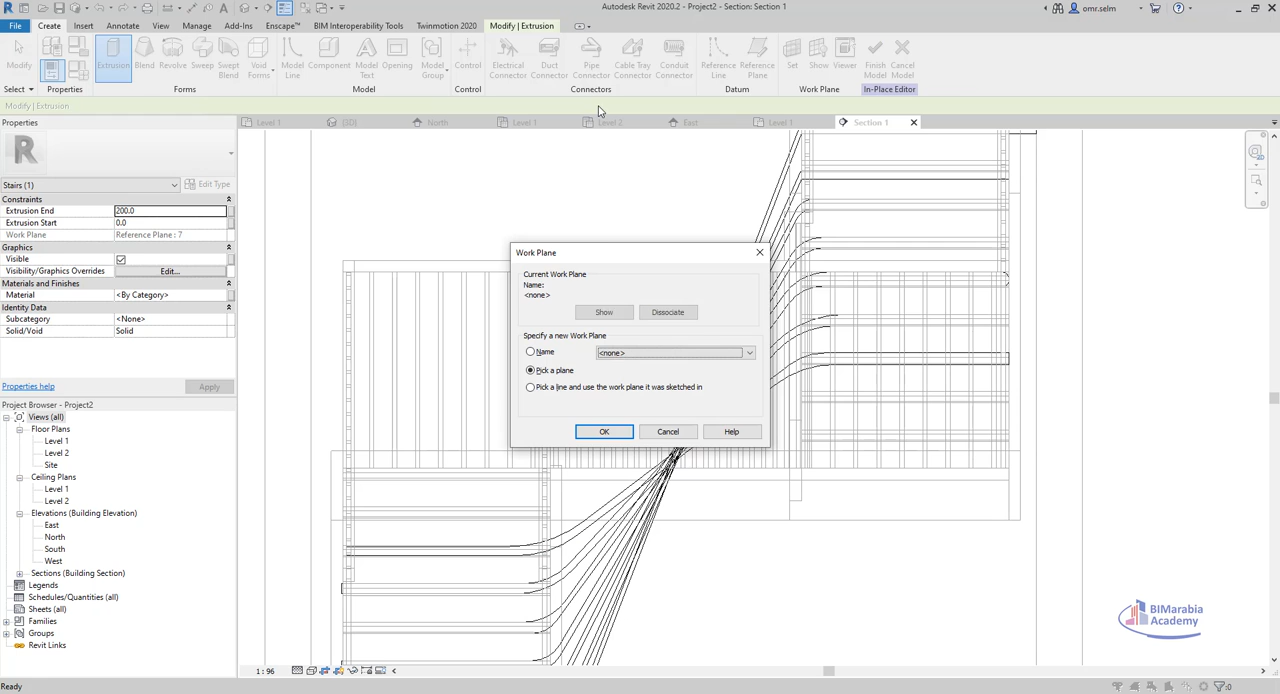 Autodesk Revit 2020.2 - Project2 - Section: Section 1
omr.selm
File Create Insert Annotate View Manage Add-Ins Enscape™ BIM Interoperability Tools Twinmotion 2020 Modify | Extrusion
Modify Extrusion Blend Revolve Sweep Swept Blend Void Forms Model Line Component Model Text Opening Model Group Control Electrical Connector Duct Connector Pipe Connector Cable Tray Connector Conduit Connector Reference Line Reference Plane Set Show Viewer Finish Model Cancel Model
Select Properties Forms Model Control Connectors Datum Work Plane In-Place Editor
Modify | Extrusion
Properties
Level 1 {3D} North Level 1 Level 2 East Level 1 Section 1
Stairs (1) Edit Type
Constraints
Extrusion End 200.0
Extrusion Start 0.0
Work Plane Reference Plane : 7
Graphics
Visible
Visibility/Graphics Overrides Edit...
Materials and Finishes
Material <By Category>
Identity Data
Subcategory <None>
Solid/Void Solid
Properties help Apply
Project Browser - Project2
Views (all)
Floor Plans
Level 1
Level 2
Site
Ceiling Plans
Level 1
Level 2
Elevations (Building Elevation)
East
North
South
West
Sections (Building Section)
Legends
Schedules/Quantities (all)
Sheets (all)
Families
Groups
Revit Links
Work Plane
Current Work Plane
Name:
<none>
Show Dissociate
Specify a new Work Plane
Name <none>
Pick a plane
Pick a line and use the work plane it was sketched in
OK Cancel Help
BIMarabia
Academy
1 : 96
Ready
:0